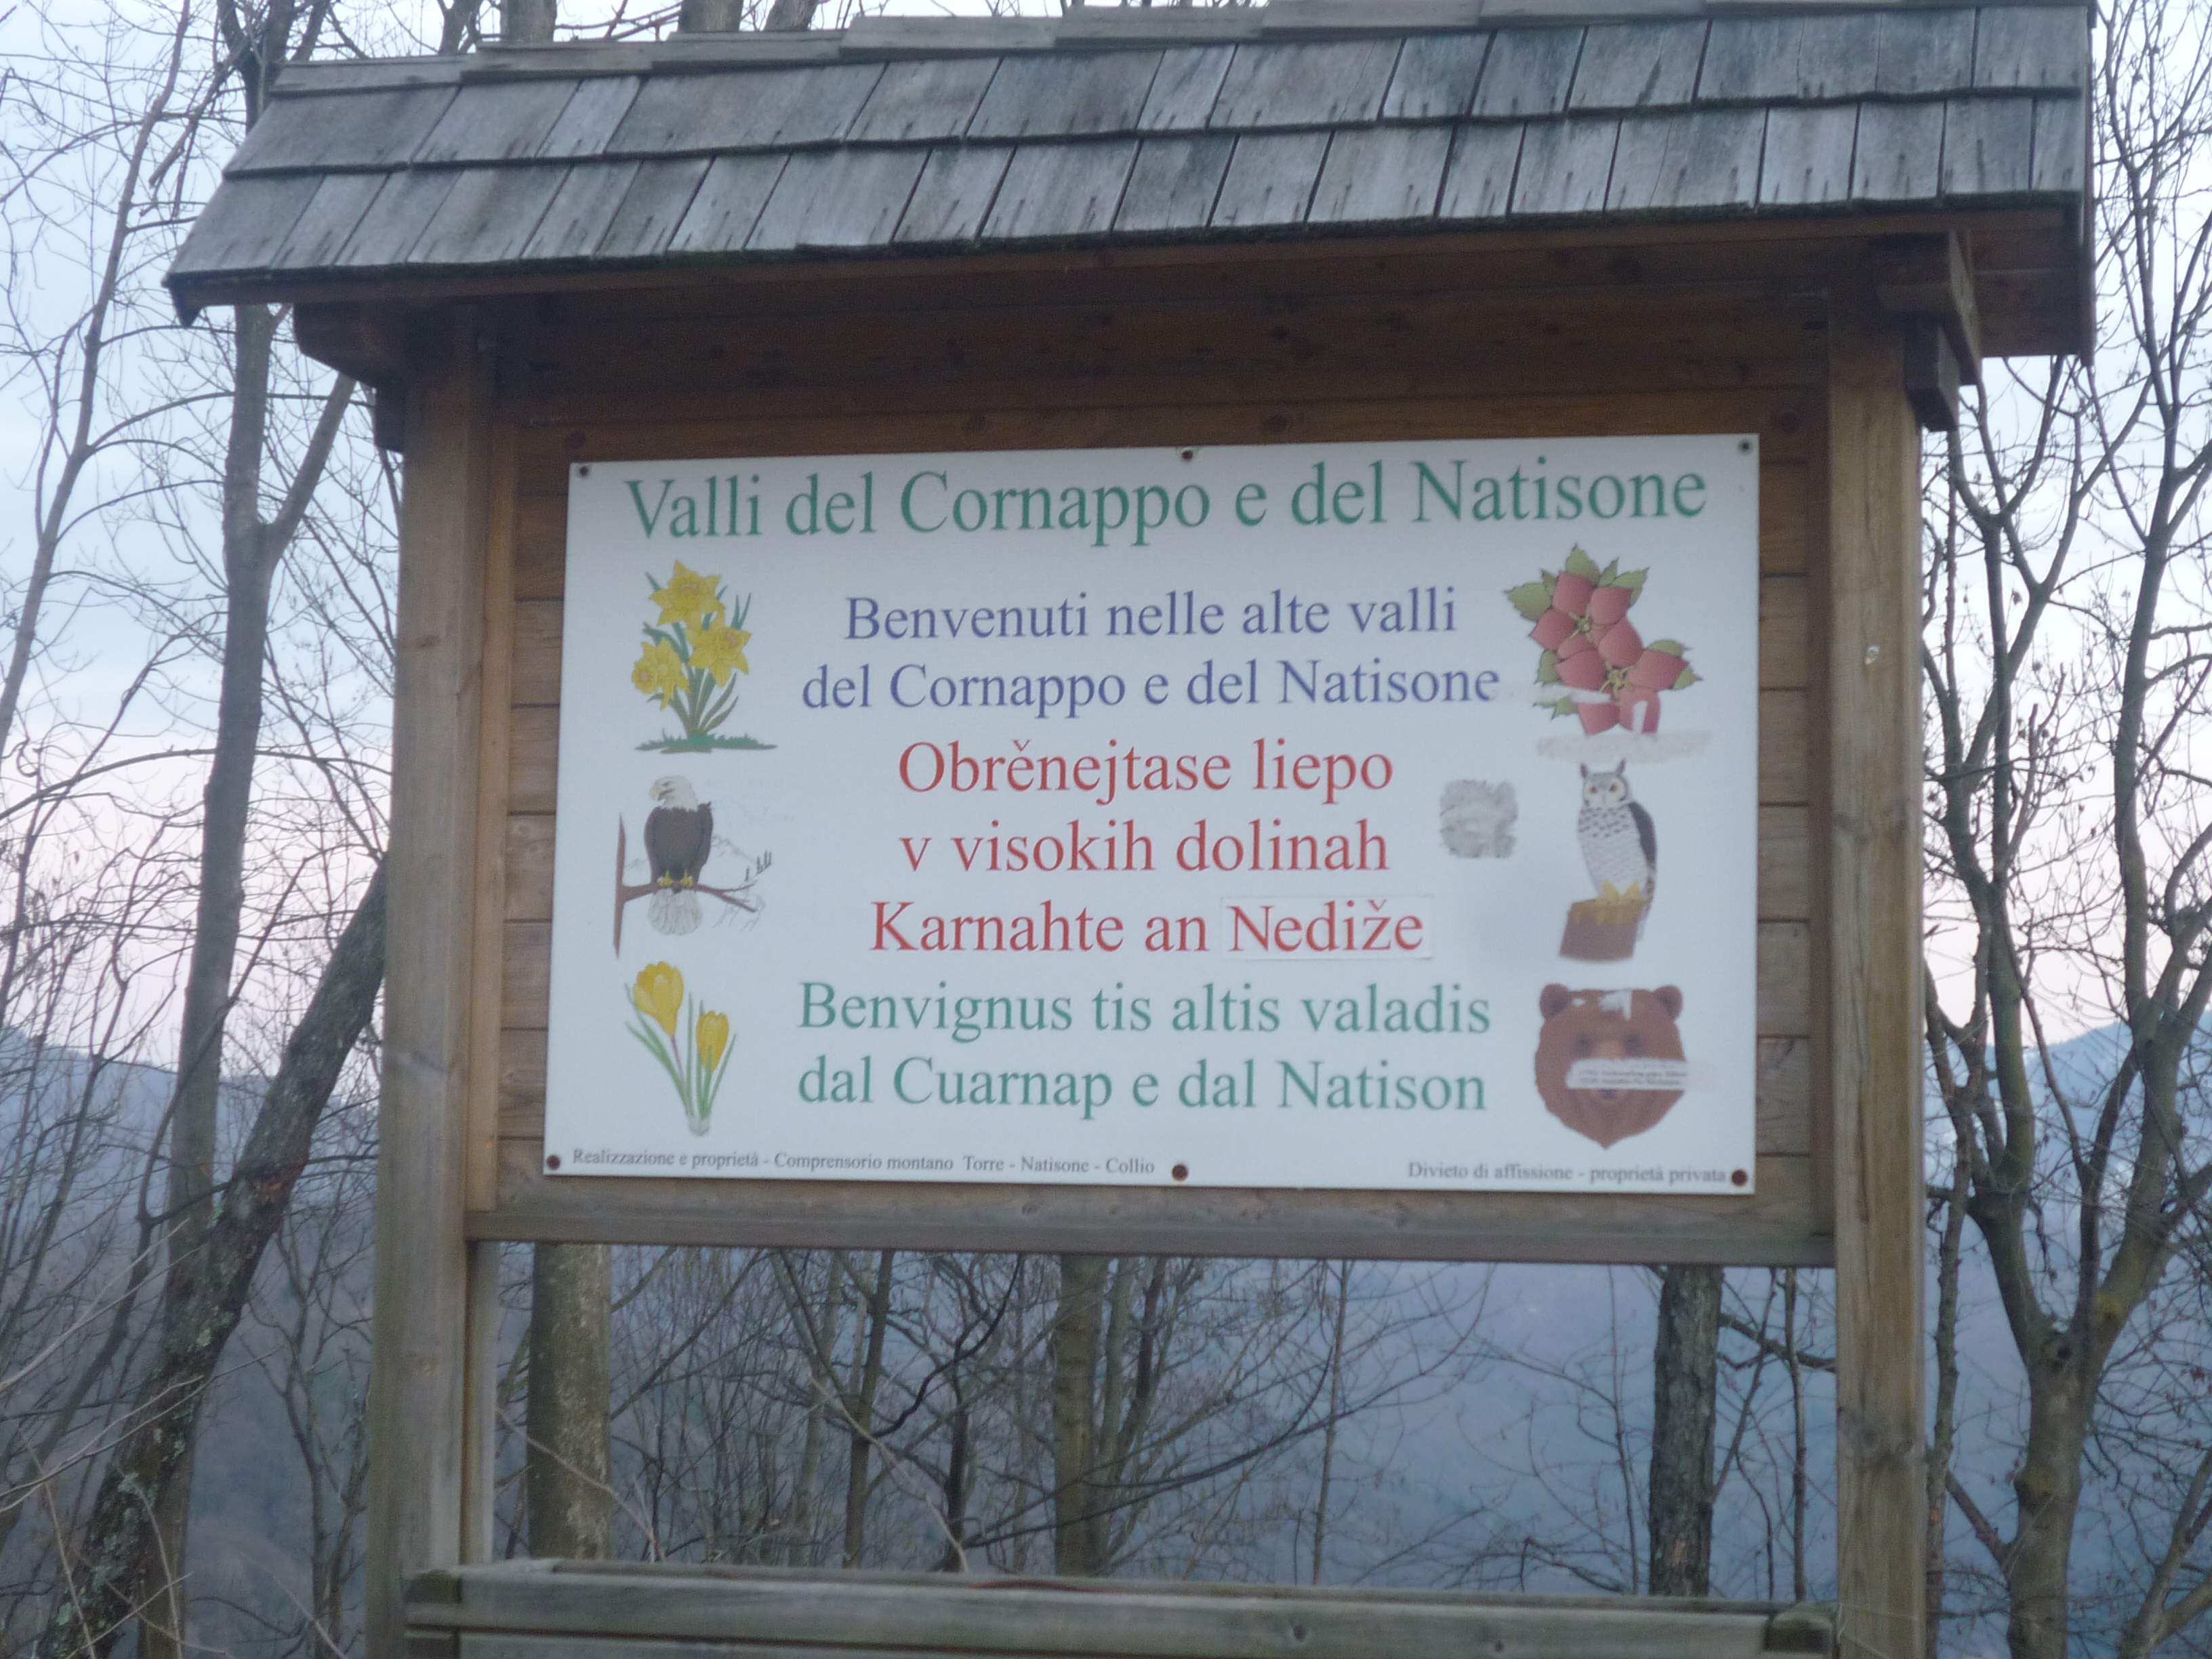 Valli del Cornappo e del Natisone
Benvenuti nelle alte valli
del Cornappo e del Natisone
Obrěnejtase liepo
v visokih dolinah
Karnahte an Nediže
Benvignus tis altis valadis
dal Cuarnap e dal Natison
Realizzazione e proprietà - Comprensorio montano Torre - Natisone - Collio
Divieto di affissione - proprietà privata